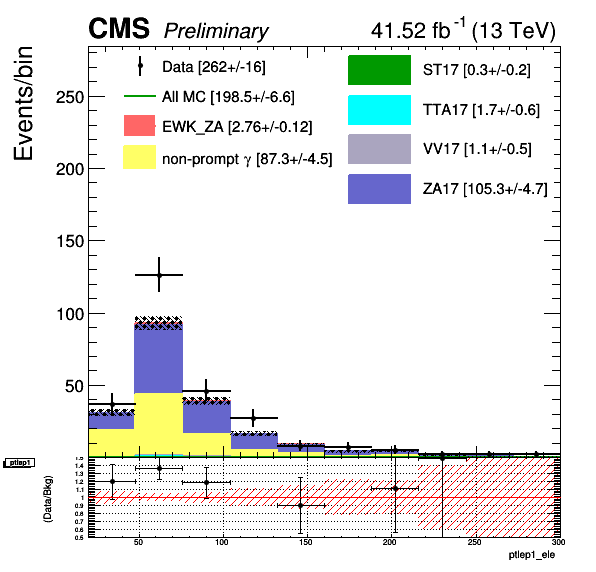 CMS Preliminary 41.52 fb⁻¹ (13 TeV)
Events/bin
Data [262+/-16]
All MC [198.5+/-6.6]
EWK_ZA [2.76+/-0.12]
non-prompt γ [87.3+/-4.5]
ST17 [0.3+/-0.2]
TTA17 [1.7+/-0.6]
VV17 [1.1+/-0.5]
ZA17 [105.3+/-4.7]
250
200
150
100
50
ptlep1
(Data/Bkg)
1.5
1.4
1.3
1.2
1.1
1
0.9
0.8
0.7
0.6
0.5
50 100 150 200 250 300
ptlep1_ele